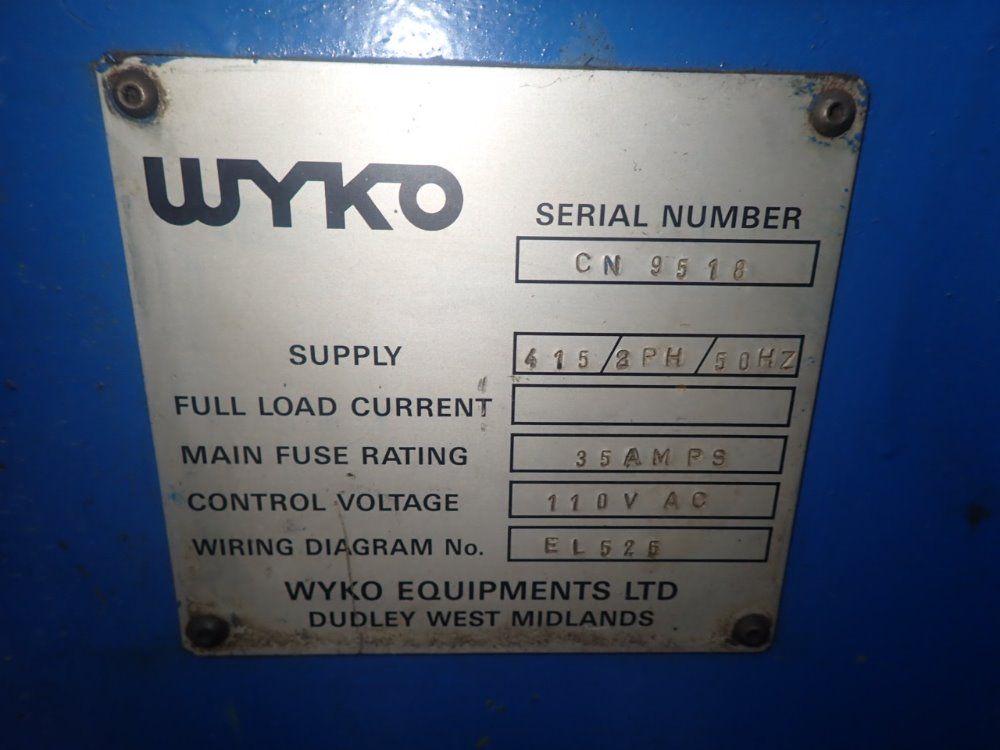 WYKO
SERIAL NUMBER
CN 9518
SUPPLY 415/3PH/50HZ
FULL LOAD CURRENT
MAIN FUSE RATING 35AMPS
CONTROL VOLTAGE 110V AC
WIRING DIAGRAM No. EL526
WYKO EQUIPMENTS LTD
DUDLEY WEST MIDLANDS